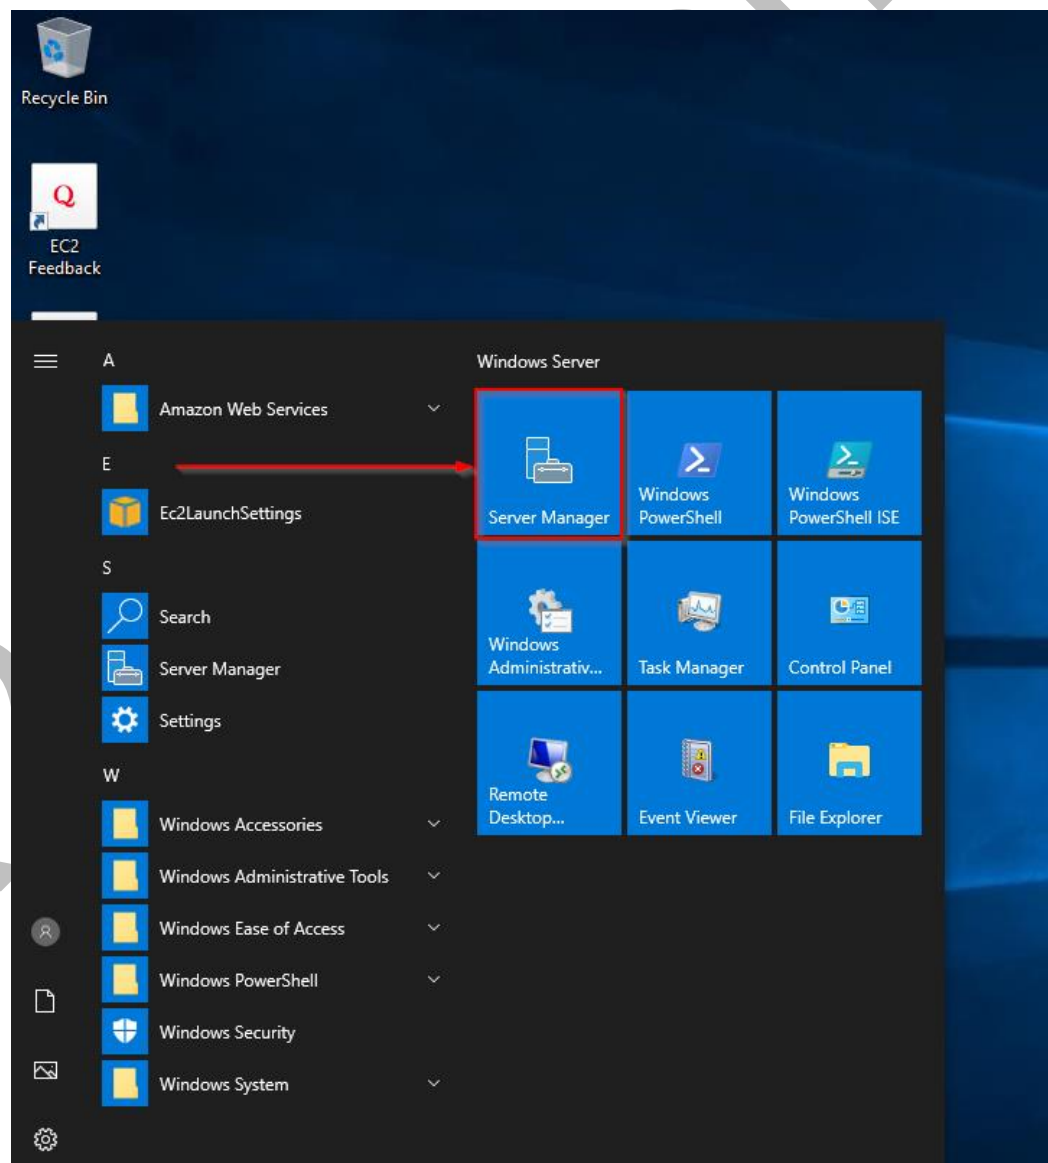 Recycle Bin
Q
EC2
Feedback
A
Amazon Web Services
E
Ec2LaunchSettings
S
Search
Server Manager
Settings
W
Windows Accessories
Windows Administrative Tools
Windows Ease of Access
Windows PowerShell
Windows Security
Windows System
Windows Server
Server Manager
Windows
PowerShell
Windows
PowerShell ISE
Windows
Administrativ...
Task Manager
Control Panel
Remote
Desktop...
Event Viewer
File Explorer